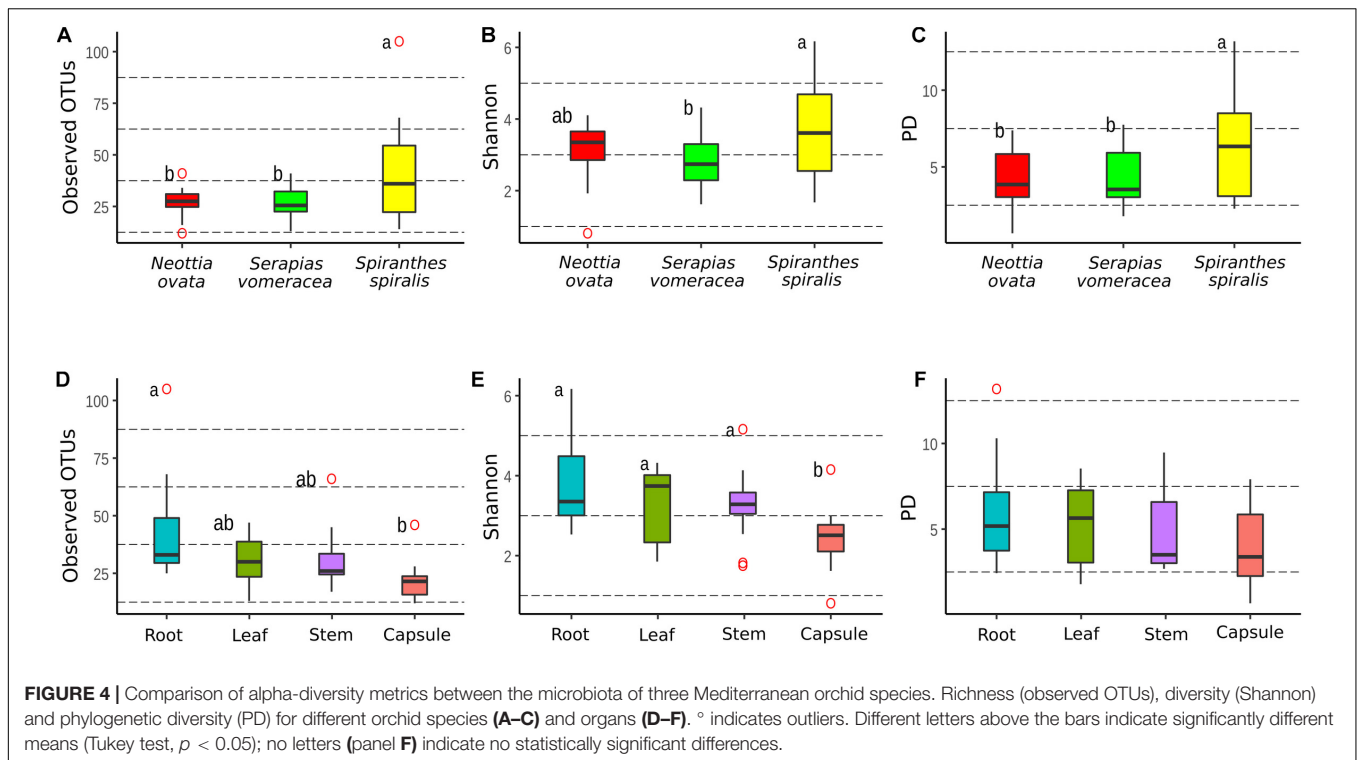 A
Observed OTUs
100
75
50
25
b
b
a
Neottia ovata
Serapias vomeracea
Spiranthes spiralis
B
Shannon
6
4
2
ab
b
a
Neottia ovata
Serapias vomeracea
Spiranthes spiralis
C
PD
10
5
b
b
a
Neottia ovata
Serapias vomeracea
Spiranthes spiralis
D
Observed OTUs
100
75
50
25
a
ab
ab
b
Root Leaf Stem Capsule
E
Shannon
6
4
2
a
a
a
b
Root Leaf Stem Capsule
F
PD
10
5
Root Leaf Stem Capsule
FIGURE 4 | Comparison of alpha-diversity metrics between the microbiota of three Mediterranean orchid species. Richness (observed OTUs), diversity (Shannon)
and phylogenetic diversity (PD) for different orchid species (A–C) and organs (D–F). ° indicates outliers. Different letters above the bars indicate significantly different
means (Tukey test, p < 0.05); no letters (panel F) indicate no statistically significant differences.